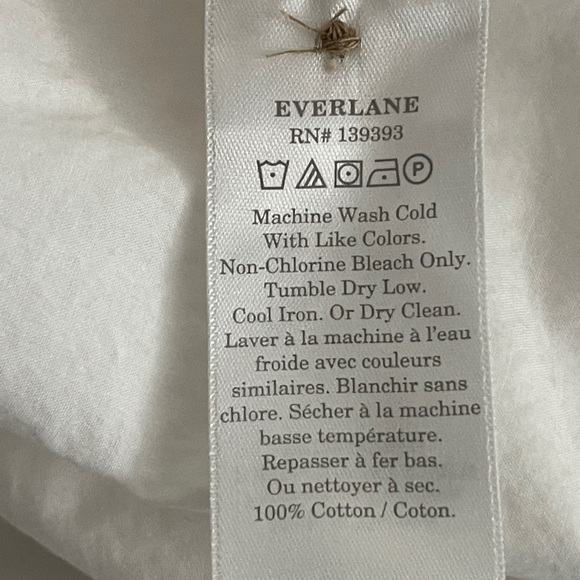 EVERLANE
RN# 139393
P
Machine Wash Cold
With Like Colors.
Non-Chlorine Bleach Only.
Tumble Dry Low.
Cool Iron. Or Dry Clean.
Laver à la machine à l'eau
froide avec couleurs
similaires. Blanchir sans
chlore. Sécher à la machine
basse température.
Repasser à fer bas.
Ou nettoyer à sec.
100% Cotton / Coton.